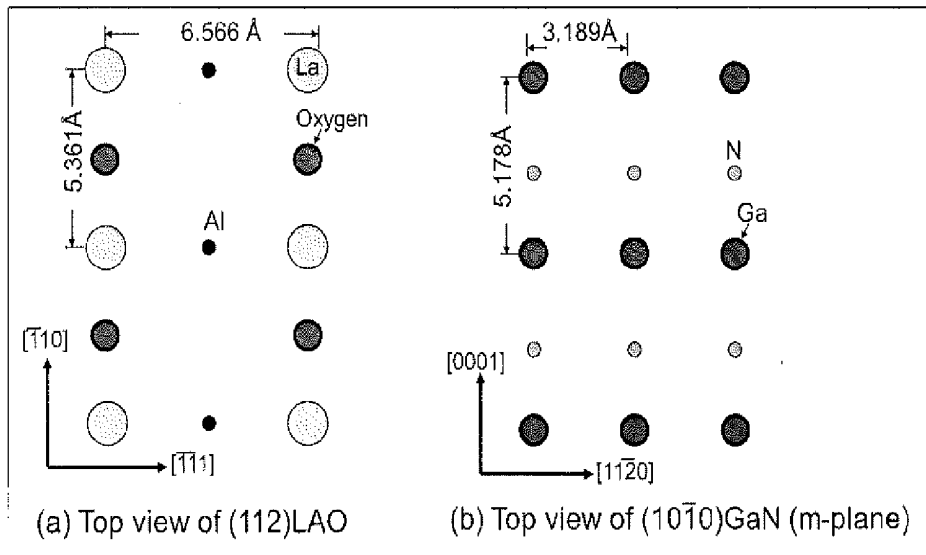 6.566 Å
La
Oxygen
5.361Å
Al
[1̅10]
[1̅1̅1]
(a) Top view of (112)LAO
3.189Å
N
5.178Å
Ga
[0001]
[112̅0]
(b) Top view of (101̅0)GaN (m-plane)